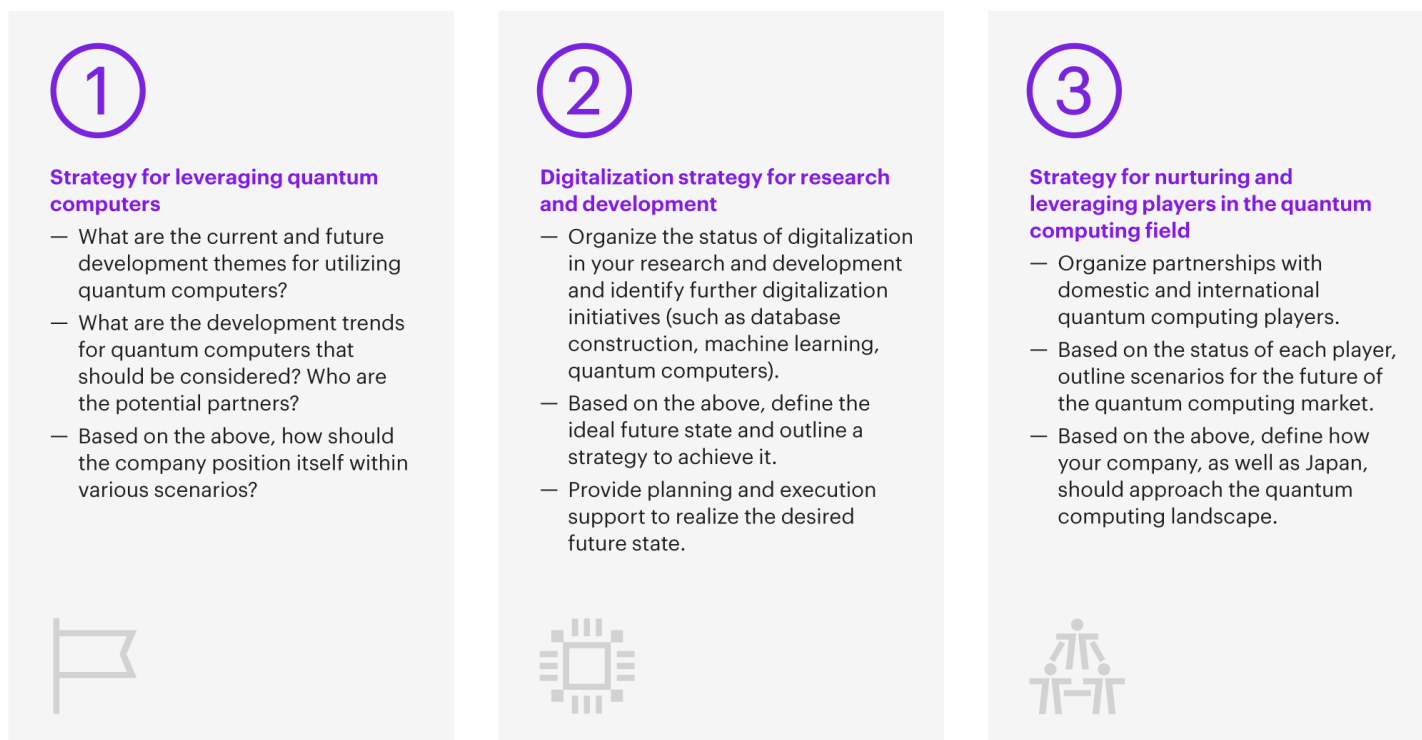 1
Strategy for leveraging quantum
computers
— What are the current and future
development themes for utilizing
quantum computers?
— What are the development trends
for quantum computers that
should be considered? Who are
the potential partners?
— Based on the above, how should
the company position itself within
various scenarios?
2
Digitalization strategy for research
and development
— Organize the status of digitalization
in your research and development
and identify further digitalization
initiatives (such as database
construction, machine learning,
quantum computers).
— Based on the above, define the
ideal future state and outline a
strategy to achieve it.
— Provide planning and execution
support to realize the desired
future state.
3
Strategy for nurturing and
leveraging players in the quantum
computing field
— Organize partnerships with
domestic and international
quantum computing players.
— Based on the status of each player,
outline scenarios for the future of
the quantum computing market.
— Based on the above, define how
your company, as well as Japan,
should approach the quantum
computing landscape.